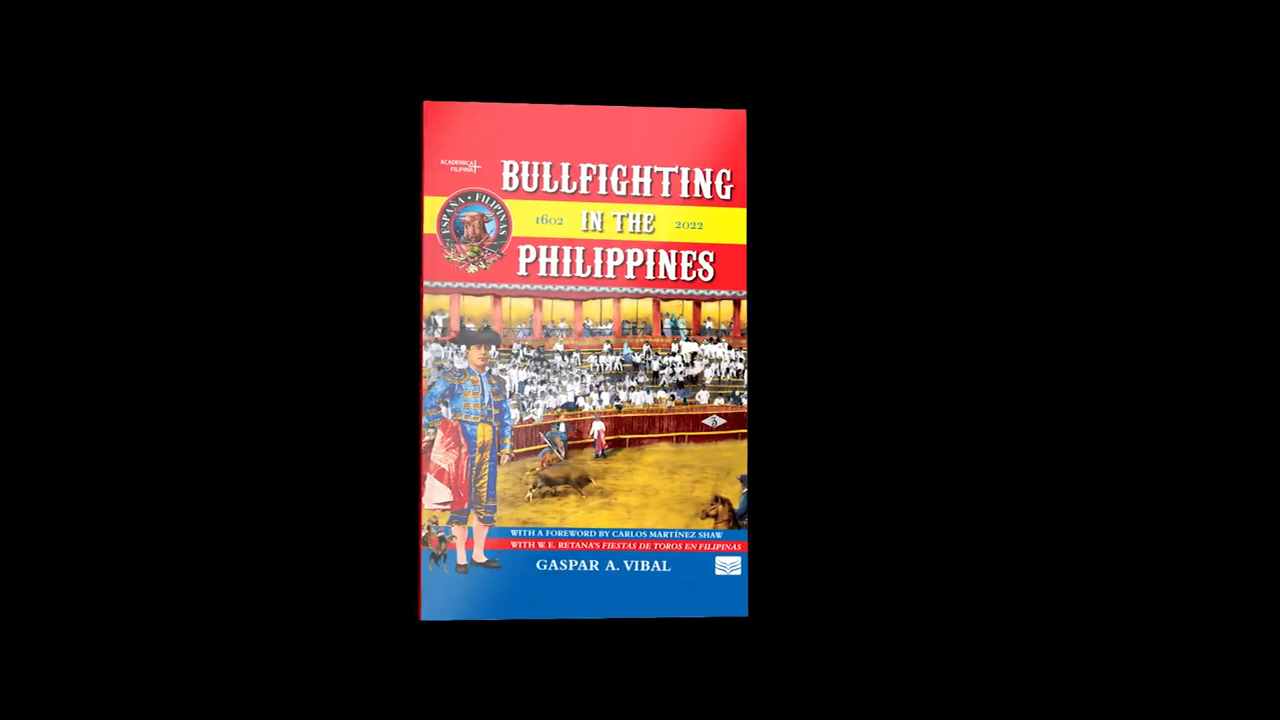 ACADEMICA
FILIPINA
BULLFIGHTING
1602 IN THE 2022
PHILIPPINES
ESPAÑA • FILIPINAS
WITH A FOREWORD BY CARLOS MARTÍNEZ SHAW
WITH W. E. RETANA'S FIESTAS DE TOROS EN FILIPINAS
GASPAR A. VIBAL